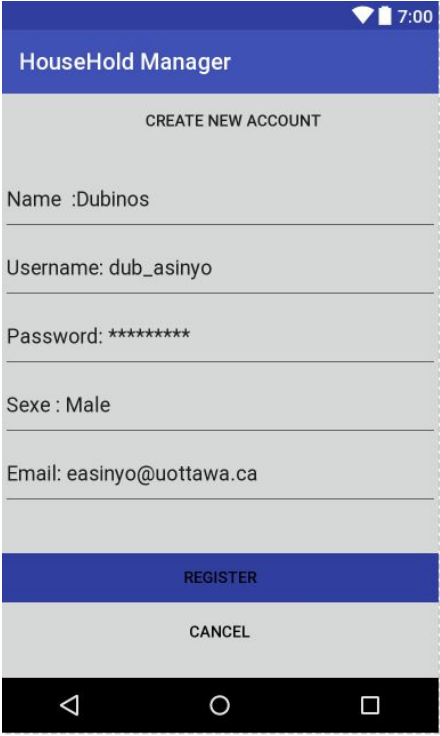 7:00
HouseHold Manager
CREATE NEW ACCOUNT
Name  :Dubinos
Username: dub_asinyo
Password: *********
Sexe : Male
Email: easinyo@uottawa.ca
REGISTER
CANCEL